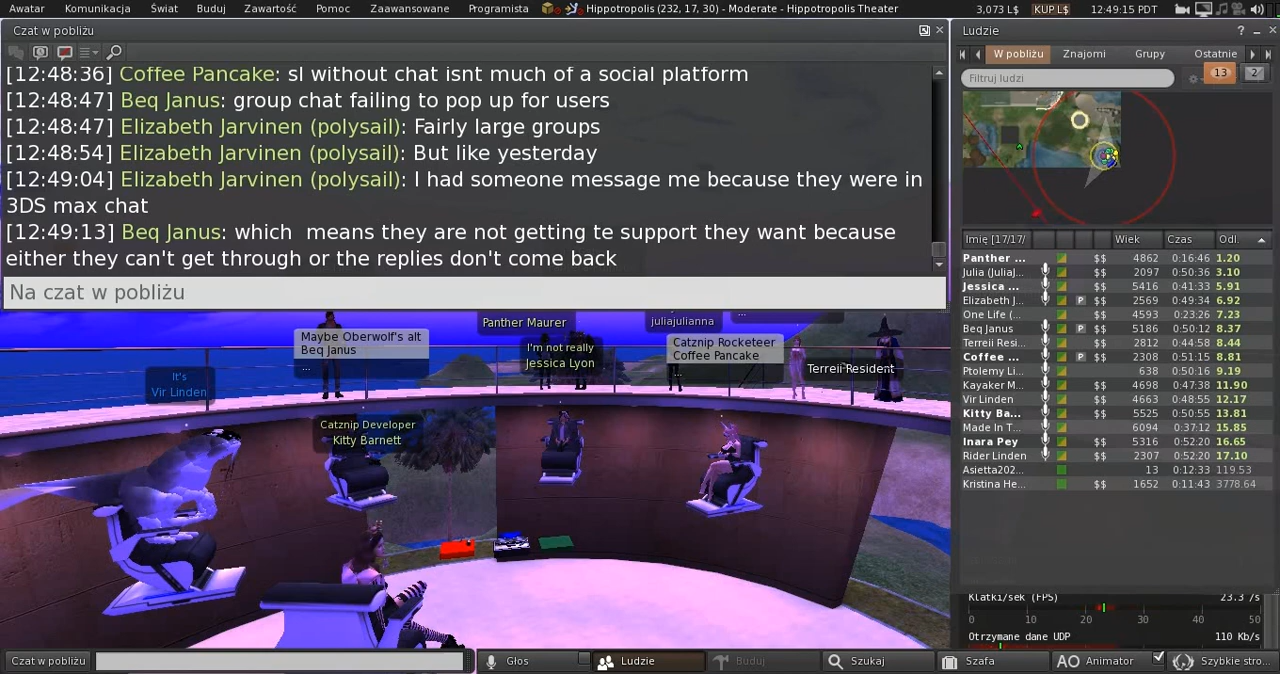 Awatar Komunikacja Świat Buduj Zawartość Pomoc Zaawansowane Programista Hippotropolis (232, 17, 30) - Moderate - Hippotropolis Theater 3,073 L$ KUP L$ 12:49:15 PDT
Czat w pobliżu
[12:48:36] Coffee Pancake: sl without chat isnt much of a social platform
[12:48:47] Beq Janus: group chat failing to pop up for users
[12:48:47] Elizabeth Jarvinen (polysail): Fairly large groups
[12:48:54] Elizabeth Jarvinen (polysail): But like yesterday
[12:49:04] Elizabeth Jarvinen (polysail): I had someone message me because they were in
3DS max chat
[12:49:13] Beq Janus: which  means they are not getting te support they want because
either they can't get through or the replies don't come back
Na czat w pobliżu
Panther Maurer
juliajulianna
...
Maybe Oberwolf's alt
Beq Janus
...
I'm not really
Jessica Lyon
Catznip Rocketeer
Coffee Pancake
...
Terreii Resident
It's
Vir Linden
Catznip Developer
Kitty Barnett
Ludzie
? _ ×
W pobliżu Znajomi Grupy Ostatnie
Filtruj ludzi 13 2
Imię [17/17/ Wiek Czas Odl.
Panther ... $$ 4862 0:16:46 1.20
Julia (JuliaJ... $$ 2097 0:50:36 3.10
Jessica ... $$ 5416 0:41:33 5.91
Elizabeth J... P $$ 2569 0:49:34 6.92
One Life (... $$ 4593 0:23:26 7.23
Beq Janus P $$ 5186 0:50:12 8.37
Terreii Resi... $$ 2812 0:44:58 8.44
Coffee ... P $$ 2308 0:51:15 8.81
Ptolemy Li... 638 0:50:16 9.19
Kayaker M... $$ 4698 0:47:38 11.90
Vir Linden $$ 4663 0:48:55 12.17
Kitty Ba... $$ 5525 0:50:55 13.81
Made In T... 6094 0:37:12 15.85
Inara Pey $$ 5316 0:52:20 16.65
Rider Linden $$ 2307 0:52:20 17.10
Asietta202... 13 0:12:33 119.53
Kristina He... $$ 1652 0:11:43 3778.64
Klatki/sek (FPS) 23.3 /s
0 10 20 30 40 50
Otrzymane dane UDP 110 Kb/s
Czat w pobliżu Głos Ludzie Buduj Szukaj Szafa AO Animator Szybkie stro...